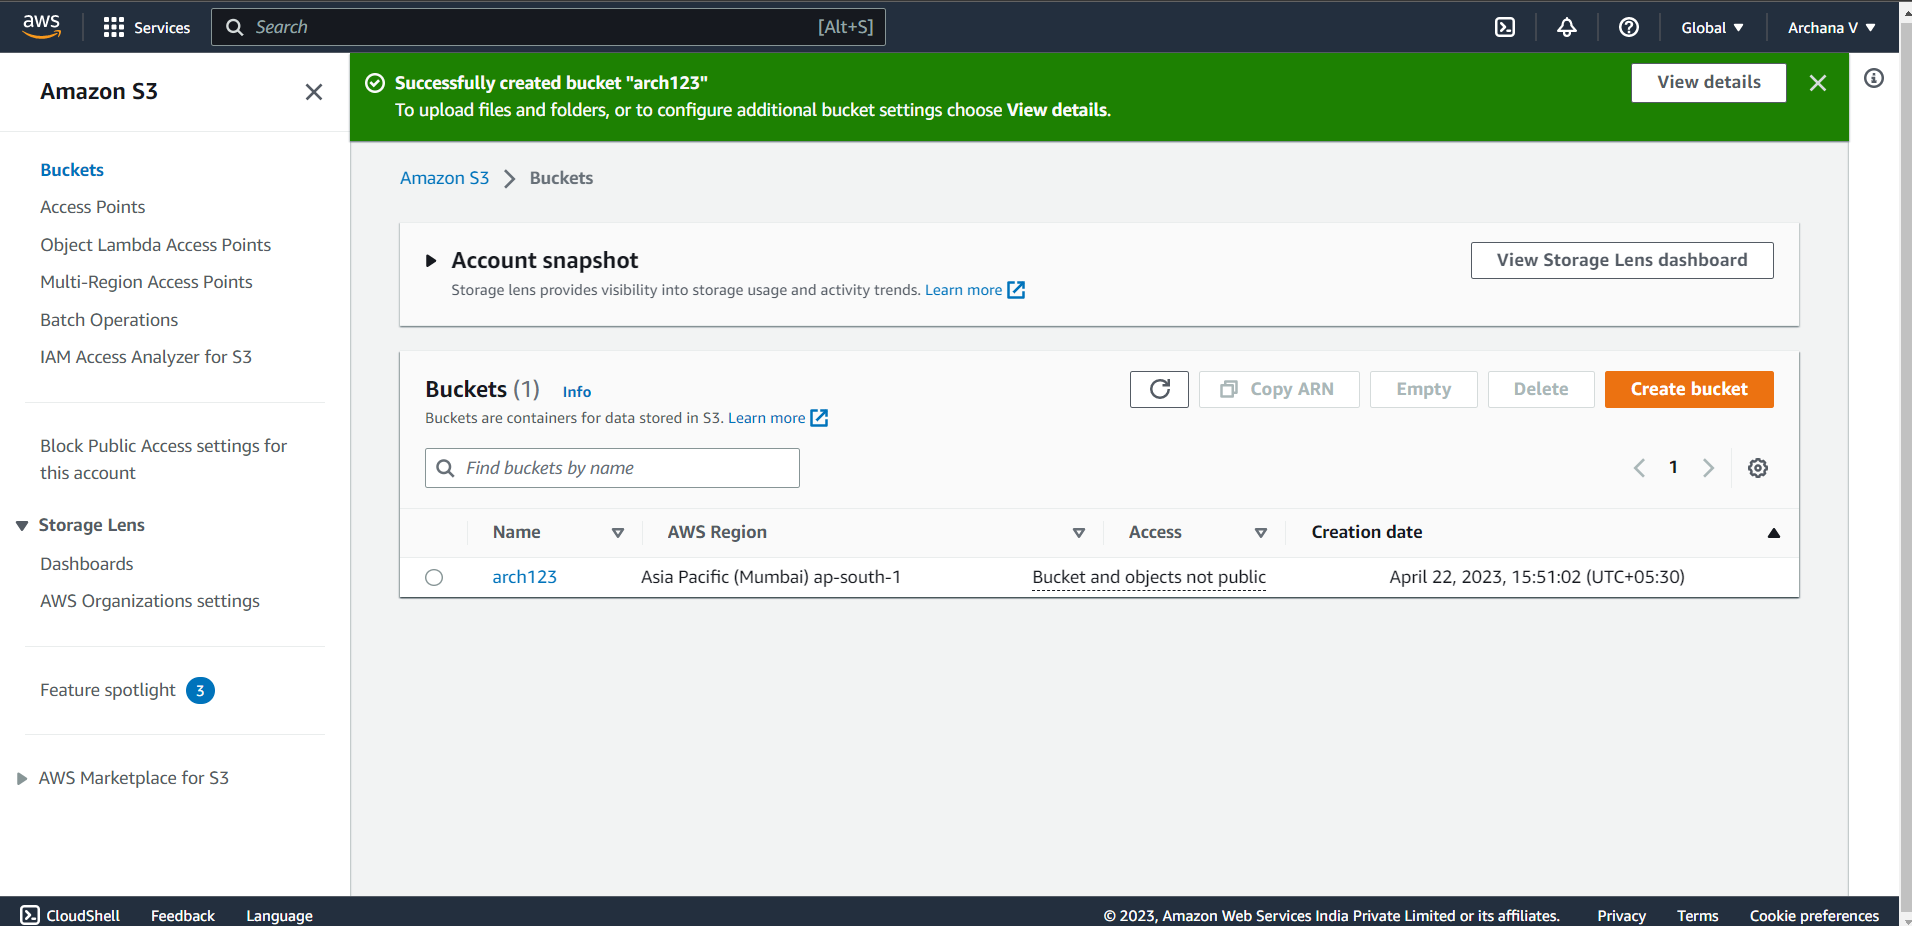 aws
Services
Search [Alt+S]
Global
Archana V
Amazon S3
Buckets
Access Points
Object Lambda Access Points
Multi-Region Access Points
Batch Operations
IAM Access Analyzer for S3
Block Public Access settings for
this account
Storage Lens
Dashboards
AWS Organizations settings
Feature spotlight 3
AWS Marketplace for S3
Successfully created bucket "arch123"
To upload files and folders, or to configure additional bucket settings choose View details.
View details
Amazon S3 Buckets
Account snapshot
Storage lens provides visibility into storage usage and activity trends. Learn more
View Storage Lens dashboard
Buckets (1) Info
Buckets are containers for data stored in S3. Learn more
Copy ARN
Empty
Delete
Create bucket
Find buckets by name
1
Name AWS Region Access Creation date
arch123 Asia Pacific (Mumbai) ap-south-1 Bucket and objects not public April 22, 2023, 15:51:02 (UTC+05:30)
CloudShell Feedback Language © 2023, Amazon Web Services India Private Limited or its affiliates. Privacy Terms Cookie preferences